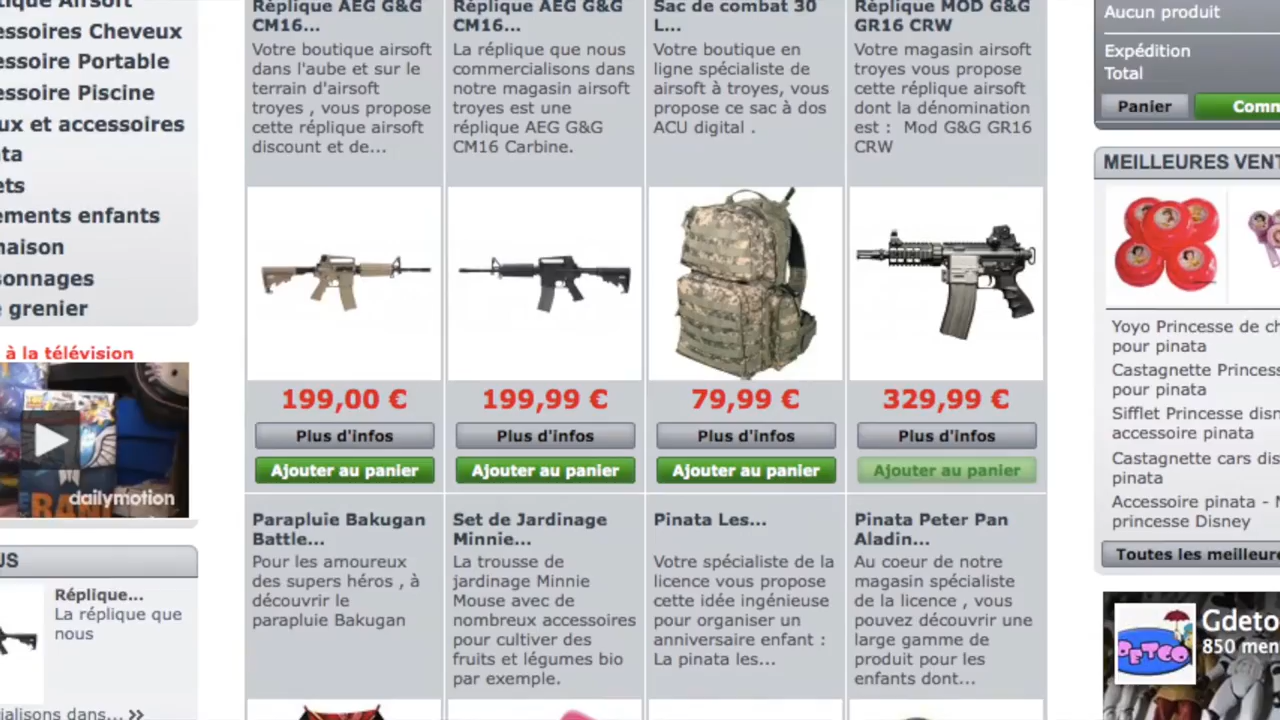 essoires Cheveux
essoire Portable
essoire Piscine
ux et accessoires
ta
ets
ements enfants
naison
sonnages
grenier
à la télévision
dailymotion
US
Réplique...
La réplique que
nous
ialisons dans... »
Réplique AEG G&G
CM16...
Votre boutique airsoft
dans l'aube et sur le
terrain d'airsoft
troyes , vous propose
cette réplique airsoft
discount et de...
199,00 €
Plus d'infos
Ajouter au panier
Réplique AEG G&G
CM16...
La réplique que nous
commercialisons dans
notre magasin airsoft
troyes est une
réplique AEG G&G
CM16 Carbine.
199,99 €
Plus d'infos
Ajouter au panier
Sac de combat 30
L...
Votre boutique en
ligne spécialiste de
airsoft à troyes, vous
propose ce sac à dos
ACU digital .
79,99 €
Plus d'infos
Ajouter au panier
Réplique MOD G&G
GR16 CRW
Votre magasin airsoft
troyes vous propose
cette réplique airsoft
dont la dénomination
est : Mod G&G GR16
CRW
329,99 €
Plus d'infos
Ajouter au panier
Parapluie Bakugan
Battle...
Pour les amoureux
des supers héros , à
découvrir le
parapluie Bakugan
Set de Jardinage
Minnie...
La trousse de
jardinage Minnie
Mouse avec de
nombreux accessoires
pour cultiver des
fruits et légumes bio
par exemple.
Pinata Les...
Votre spécialiste de la
licence vous propose
cette idée ingénieuse
pour organiser un
anniversaire enfant :
La pinata les...
Pinata Peter Pan
Aladin...
Au coeur de notre
magasin spécialiste
de la licence , vous
pouvez découvrir une
large gamme de
produit pour les
enfants dont...
Aucun produit
Expédition
Total
Panier
Comm
MEILLEURES VENT
Yoyo Princesse de c
pour pinata
Castagnette Princess
pour pinata
Sifflet Princesse disn
accessoire pinata
Castagnette cars dis
pinata
Accessoire pinata -
princesse Disney
Toutes les meilleure
DETCO
Gdeto
850 men